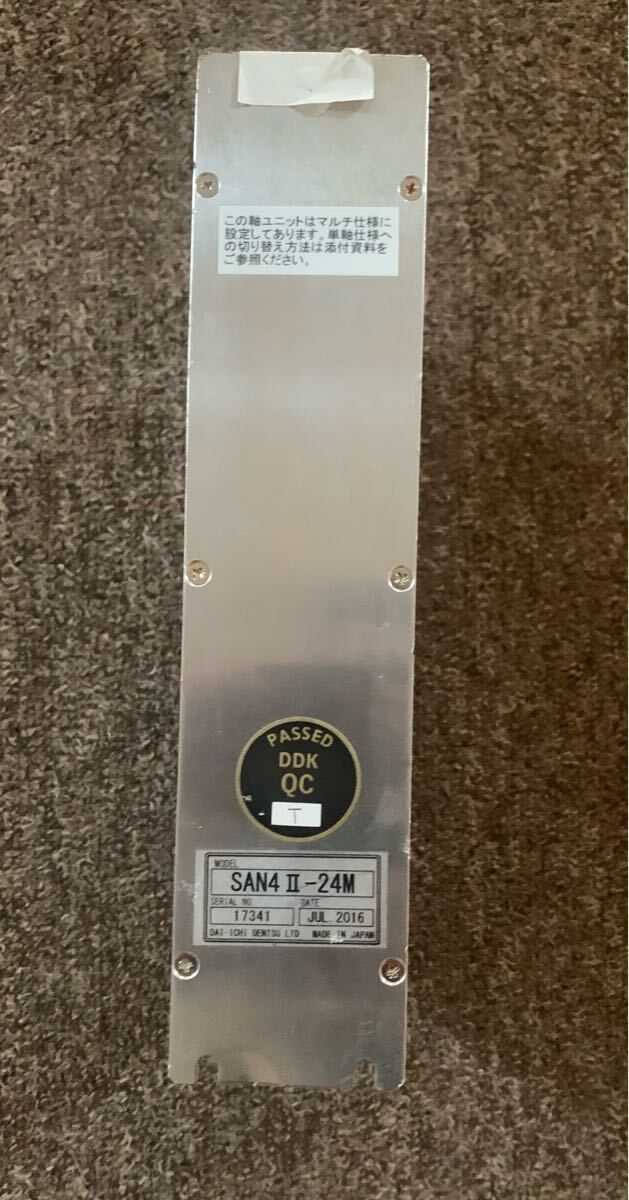 この軸ユニットはマルチ仕様に
設定してあります。単軸仕様へ
の切り替え方法は添付資料を
ご参照ください。
PASSED
DDK
QC
T
MODEL
SAN4Ⅱ-24M
SERIAL NO. DATE
17341 JUL. 2016
DAI-ICHI DENTSU LTD MADE IN JAPAN